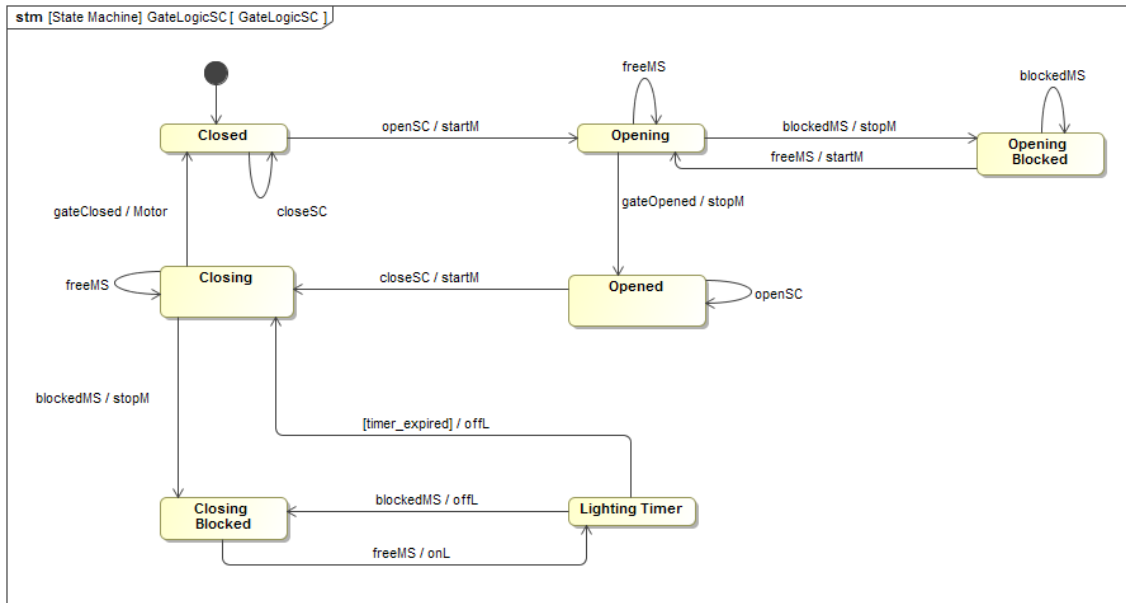 stm [State Machine] GateLogicSC [ GateLogicSC ]
freeMS
blockedMS
Closed
openSC / startM
Opening
blockedMS / stopM
Opening
Blocked
freeMS / startM
closeSC
gateClosed / Motor
gateOpened / stopM
Closing
freeMS
closeSC / startM
Opened
openSC
blockedMS / stopM
[timer_expired] / offL
Closing
Blocked
blockedMS / offL
Lighting Timer
freeMS / onL